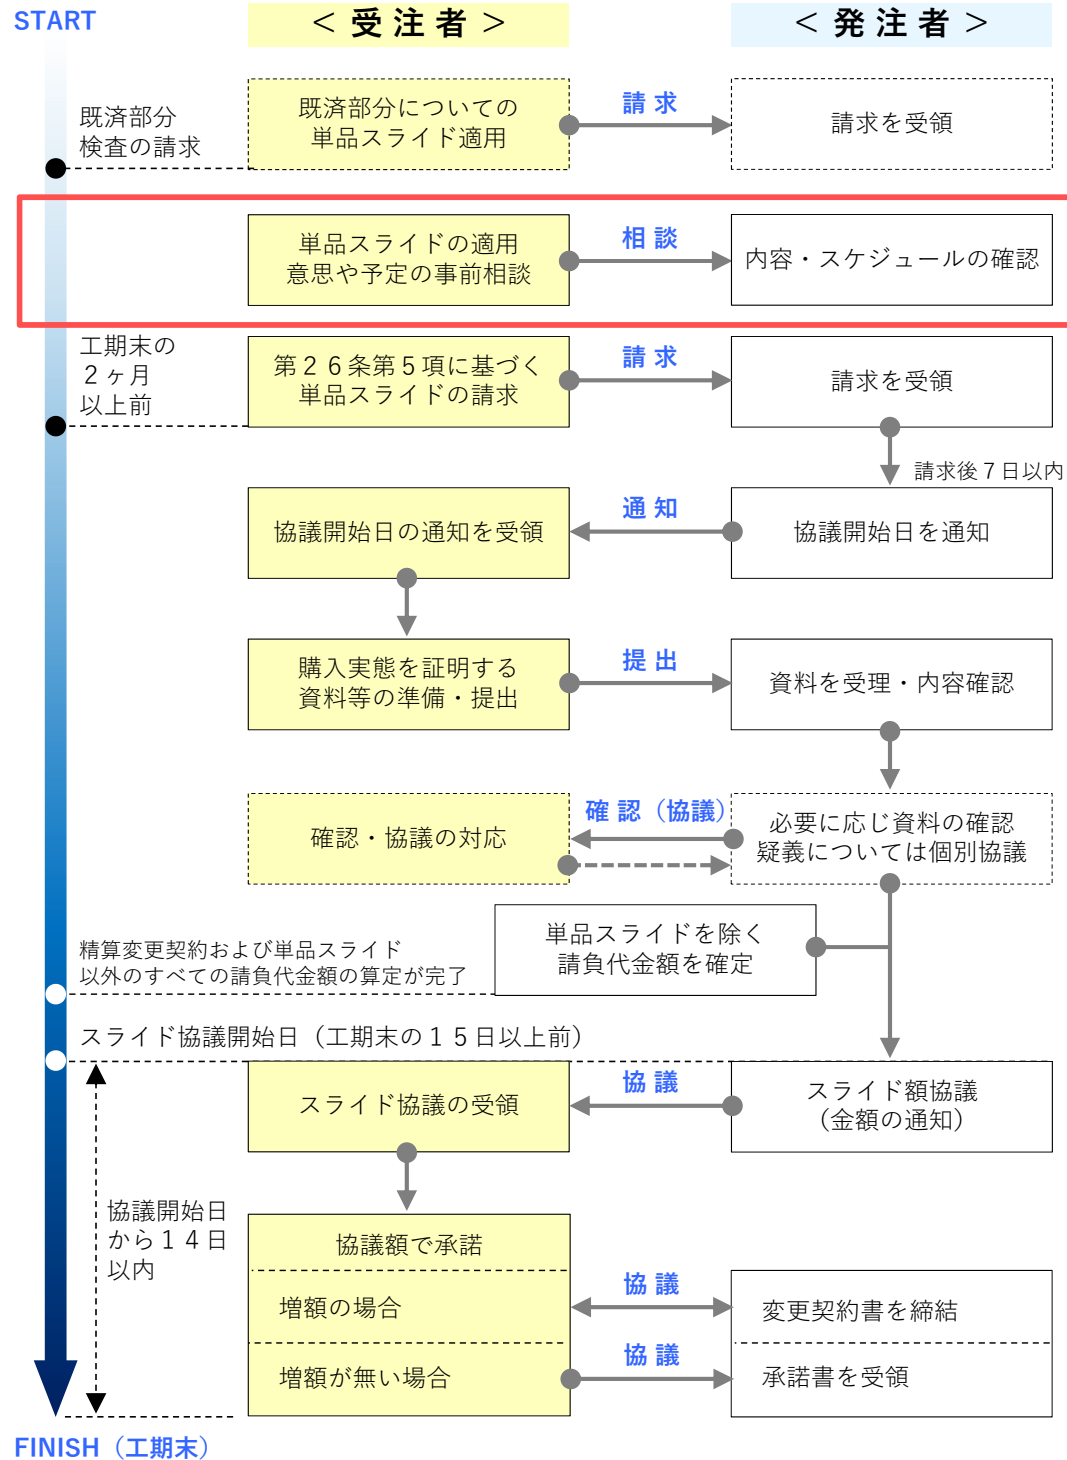 START
＜ 受 注 者 ＞
＜ 発 注 者 ＞
既済部分
検査の請求
既済部分についての
単品スライド適用
請 求
請求を受領
単品スライドの適用
意思や予定の事前相談
相 談
内容・スケジュールの確認
工期末の
２ヶ月
以上前
第２６条第５項に基づく
単品スライドの請求
請 求
請求を受領
請求後７日以内
協議開始日の通知を受領
通 知
協議開始日を通知
購入実態を証明する
資料等の準備・提出
提 出
資料を受理・内容確認
確認・協議の対応
確 認（協議）
必要に応じ資料の確認
疑義については個別協議
単品スライドを除く
請負代金額を確定
精算変更契約および単品スライド
以外のすべての請負代金額の算定が完了
スライド協議開始日（工期末の１５日以上前）
スライド協議の受領
協 議
スライド額協議
（金額の通知）
協議開始日
から１４日
以内
協議額で承諾
増額の場合
協 議
変更契約書を締結
増額が無い場合
協 議
承諾書を受領
FINISH（工期末）